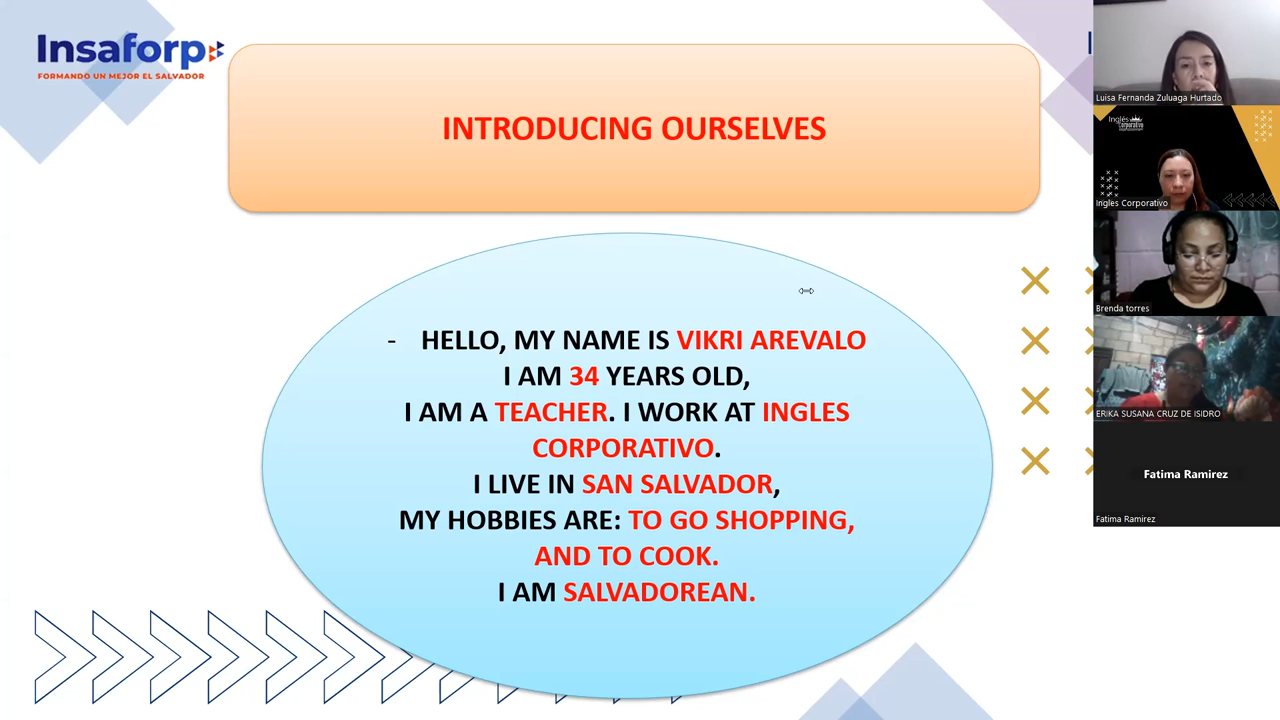 Insaforp
FORMANDO UN MEJOR EL SALVADOR
INTRODUCING OURSELVES
- HELLO, MY NAME IS VIKRI AREVALO
I AM 34 YEARS OLD,
I AM A TEACHER. I WORK AT INGLES
CORPORATIVO.
I LIVE IN SAN SALVADOR,
MY HOBBIES ARE: TO GO SHOPPING,
AND TO COOK.
I AM SALVADOREAN.
Luisa Fernanda Zuluaga Hurtado
Inglés
Corporativo
Ingles Corporativo
Brenda torres
ERIKA SUSANA CRUZ DE ISIDRO
Fatima Ramirez
Fatima Ramirez